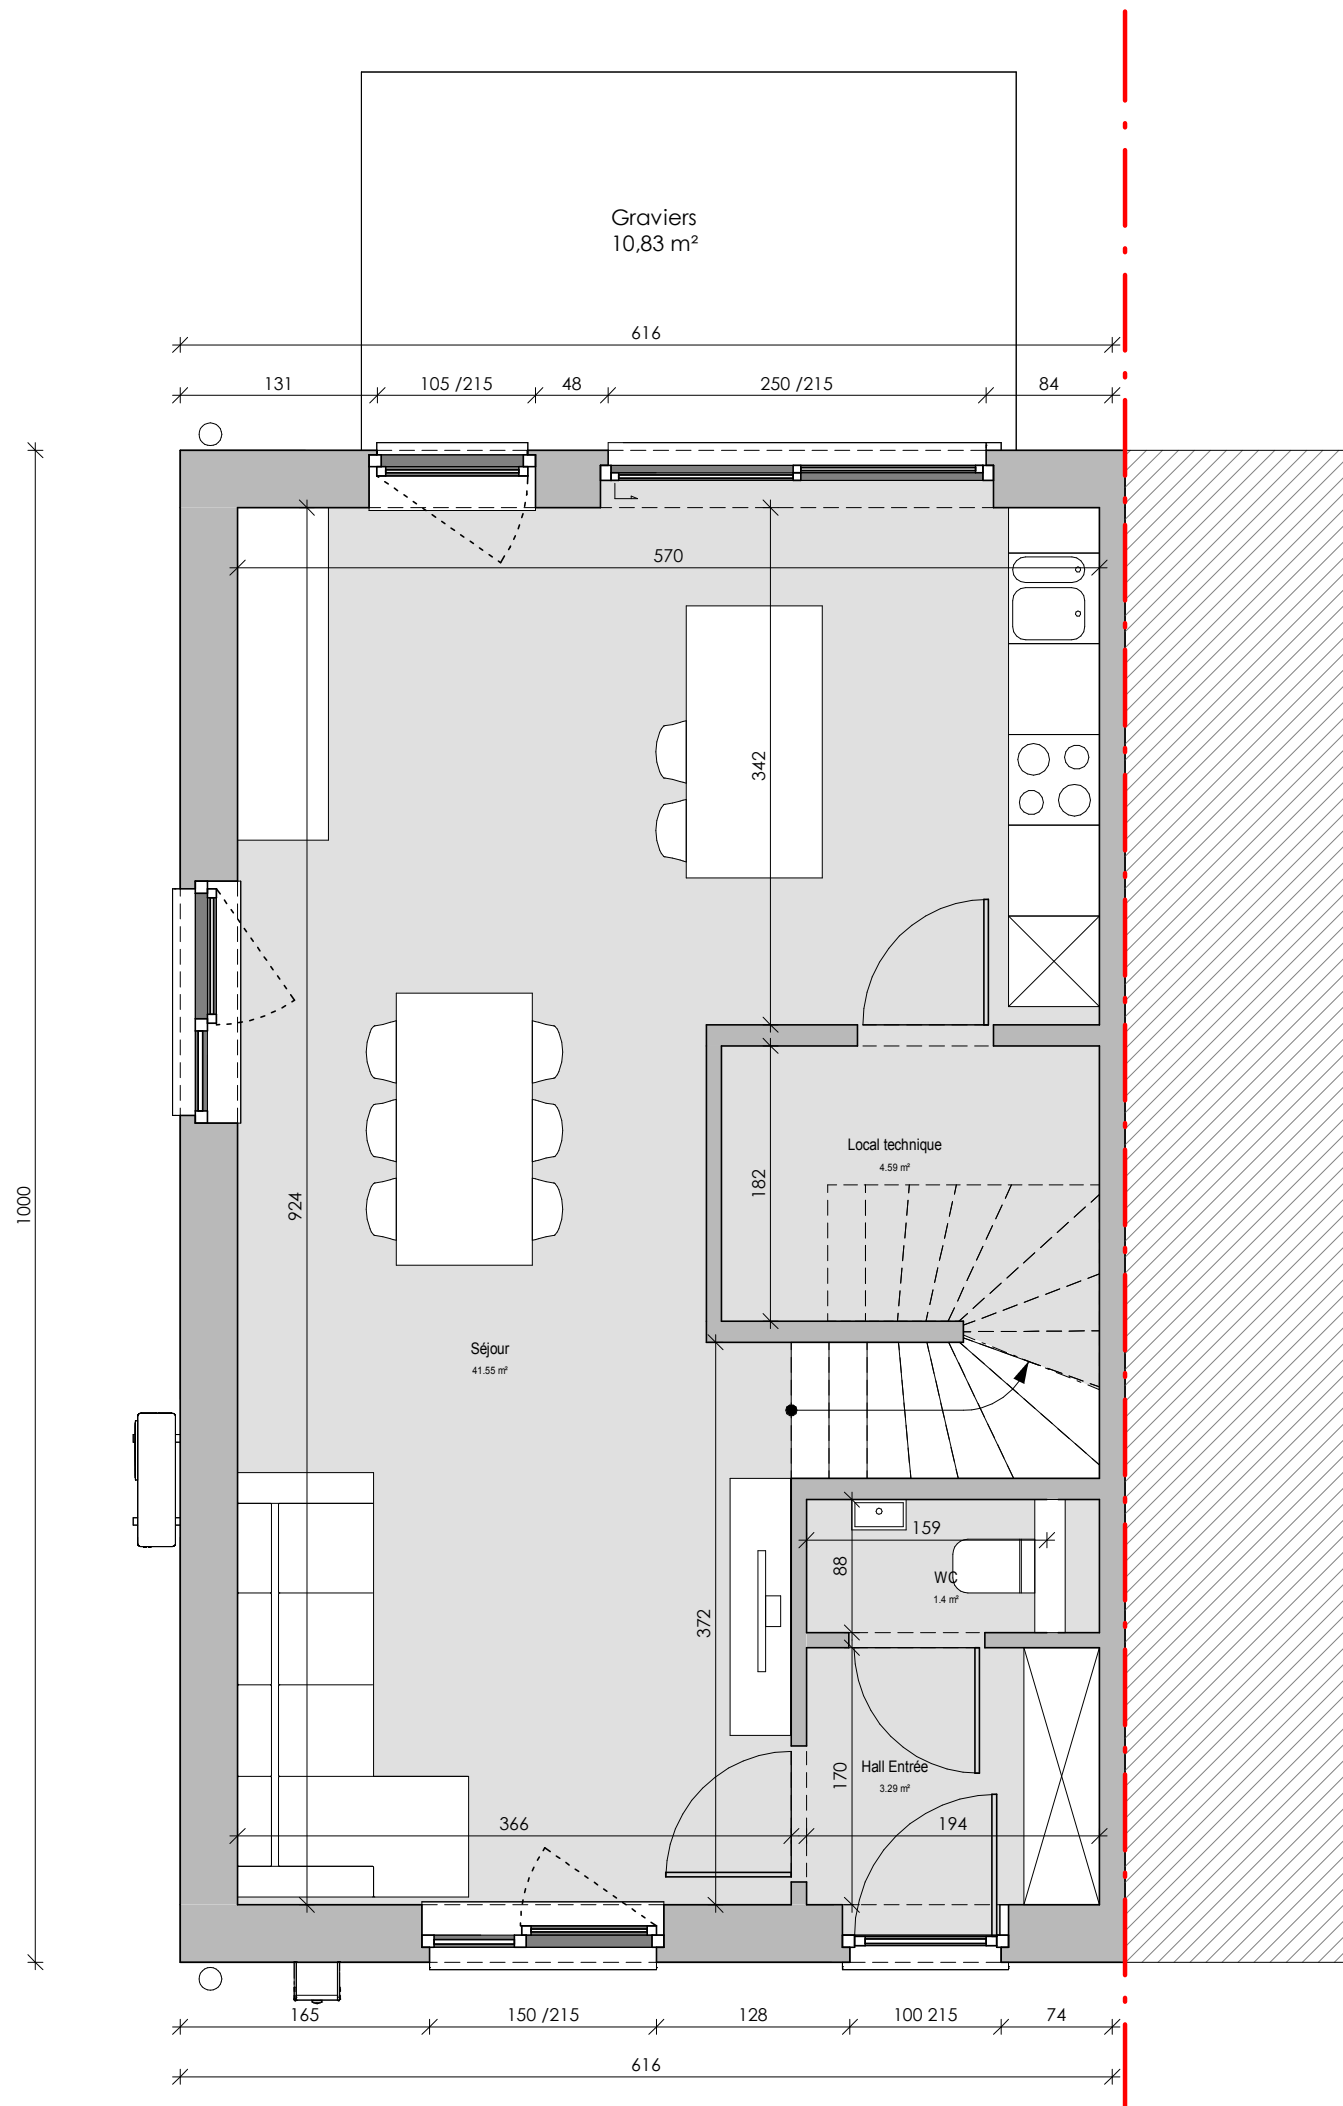 Graviers
10,83 m²
616
131
105 /215
48
250 /215
84
570
342
1000
924
182
Local technique
4.59 m²
Séjour
41.55 m²
159
88
WC
1.4 m²
372
170
Hall Entrée
3.29 m²
366
194
165
150 /215
128
100 215
74
616